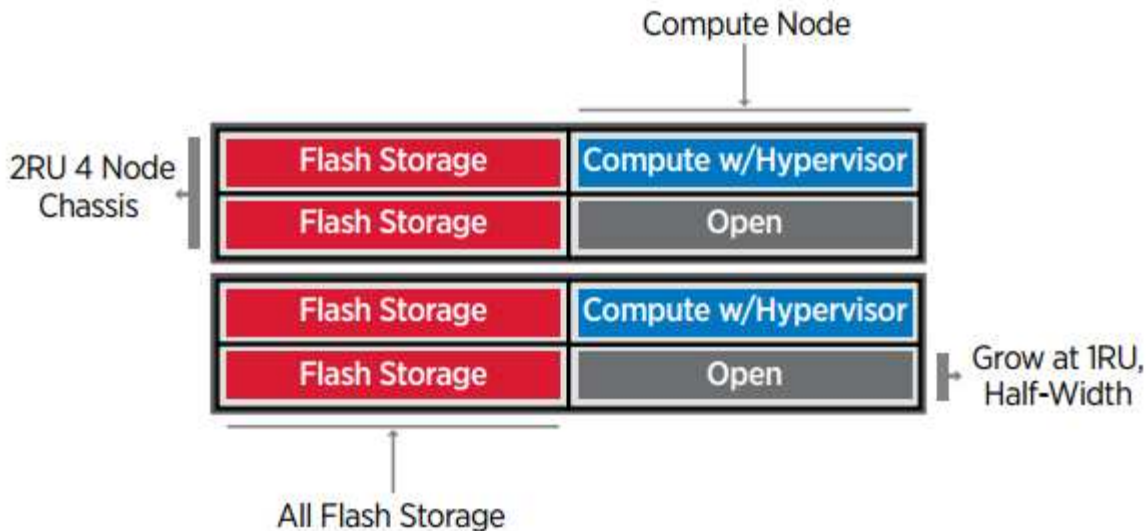 Compute Node
2RU 4 Node
Chassis
Flash Storage
Compute w/Hypervisor
Flash Storage
Open
Flash Storage
Compute w/Hypervisor
Flash Storage
Open
Grow at 1RU,
Half-Width
All Flash Storage